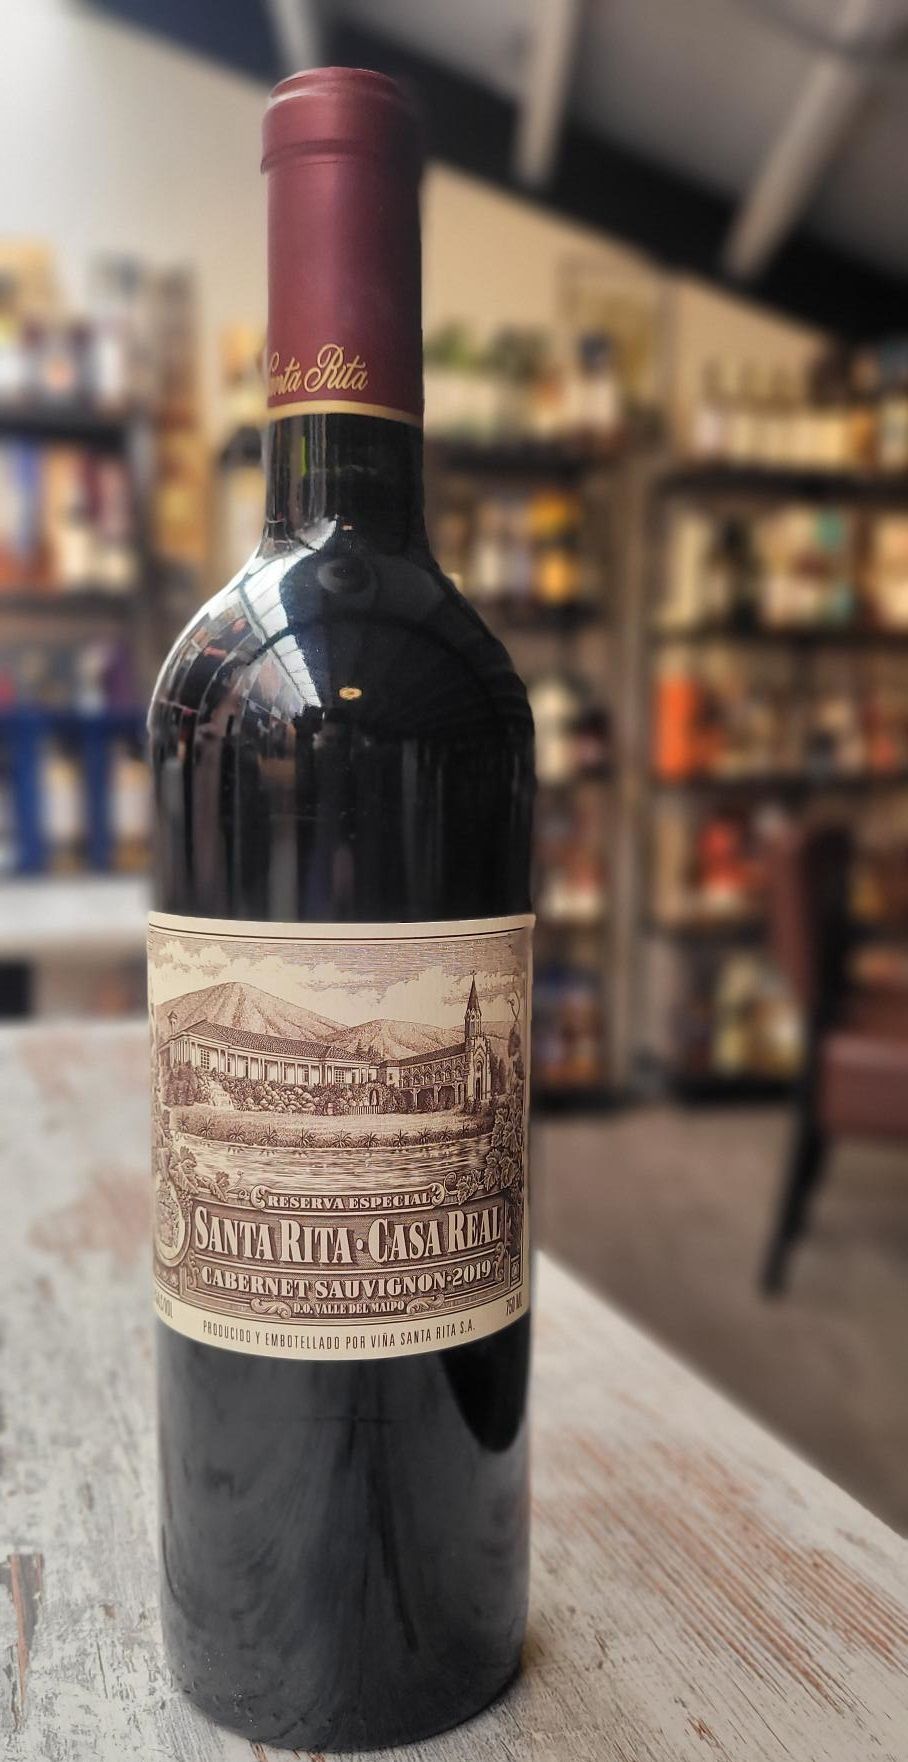 Santa Rita
RESERVA ESPECIAL
SANTA RITA · CASA REAL
CABERNET SAUVIGNON · 2019
D.O. VALLE DEL MAIPO
750 ML
PRODUCIDO Y EMBOTELLADO POR VIÑA SANTA RITA S.A.